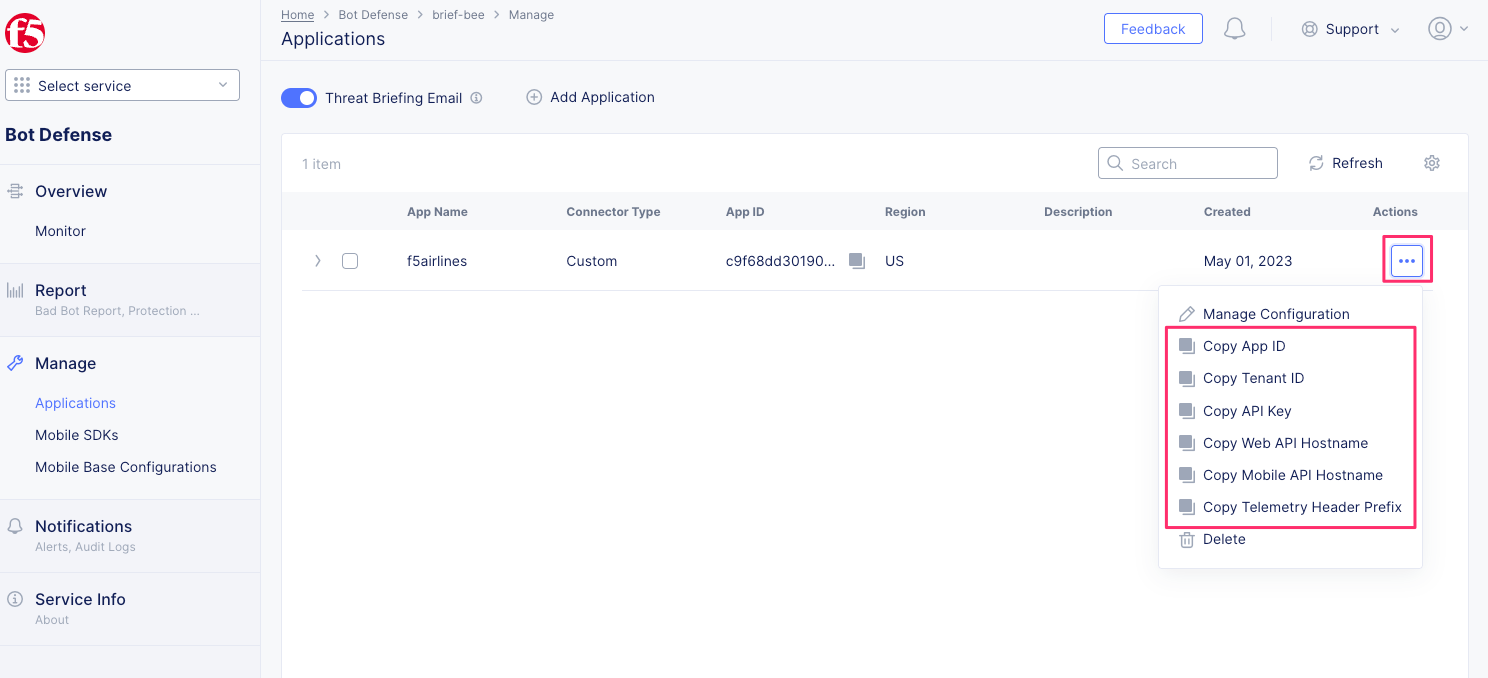 f5
Home > Bot Defense > brief-bee > Manage
Applications
Feedback
Support
Select service
Bot Defense
Overview
Monitor
Report
Bad Bot Report, Protection ...
Manage
Applications
Mobile SDKs
Mobile Base Configurations
Notifications
Alerts, Audit Logs
Service Info
About
Threat Briefing Email
Add Application
1 item
Search
Refresh
App Name Connector Type App ID Region Description Created Actions
f5airlines Custom c9f68dd30190... US May 01, 2023
Manage Configuration
Copy App ID
Copy Tenant ID
Copy API Key
Copy Web API Hostname
Copy Mobile API Hostname
Copy Telemetry Header Prefix
Delete